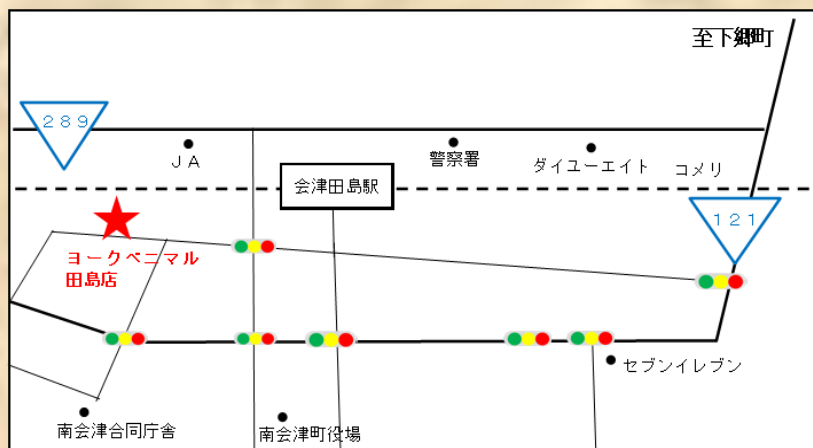 至下郷町
２８９
ＪＡ
警察署
ダイユーエイト
コメリ
会津田島駅
１２１
ヨークベニマル
田島店
セブンイレブン
南会津合同庁舎
南会津町役場